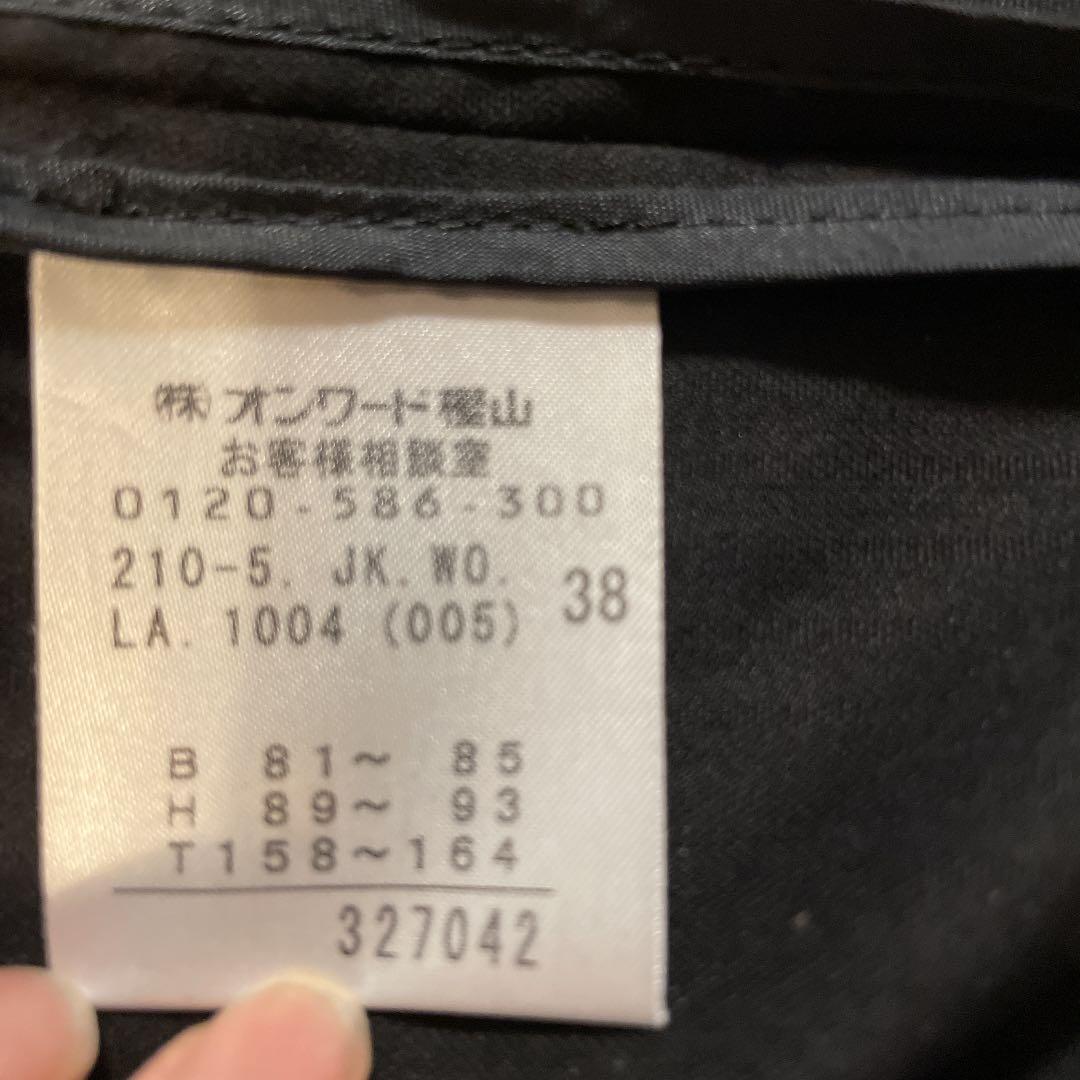 ㈱オンワード樫山
お客様相談室
0120-586-300
210-5. JK. WO. 38
LA. 1004 (005)
B 81～ 85
H 89～ 93
T158～164
327042